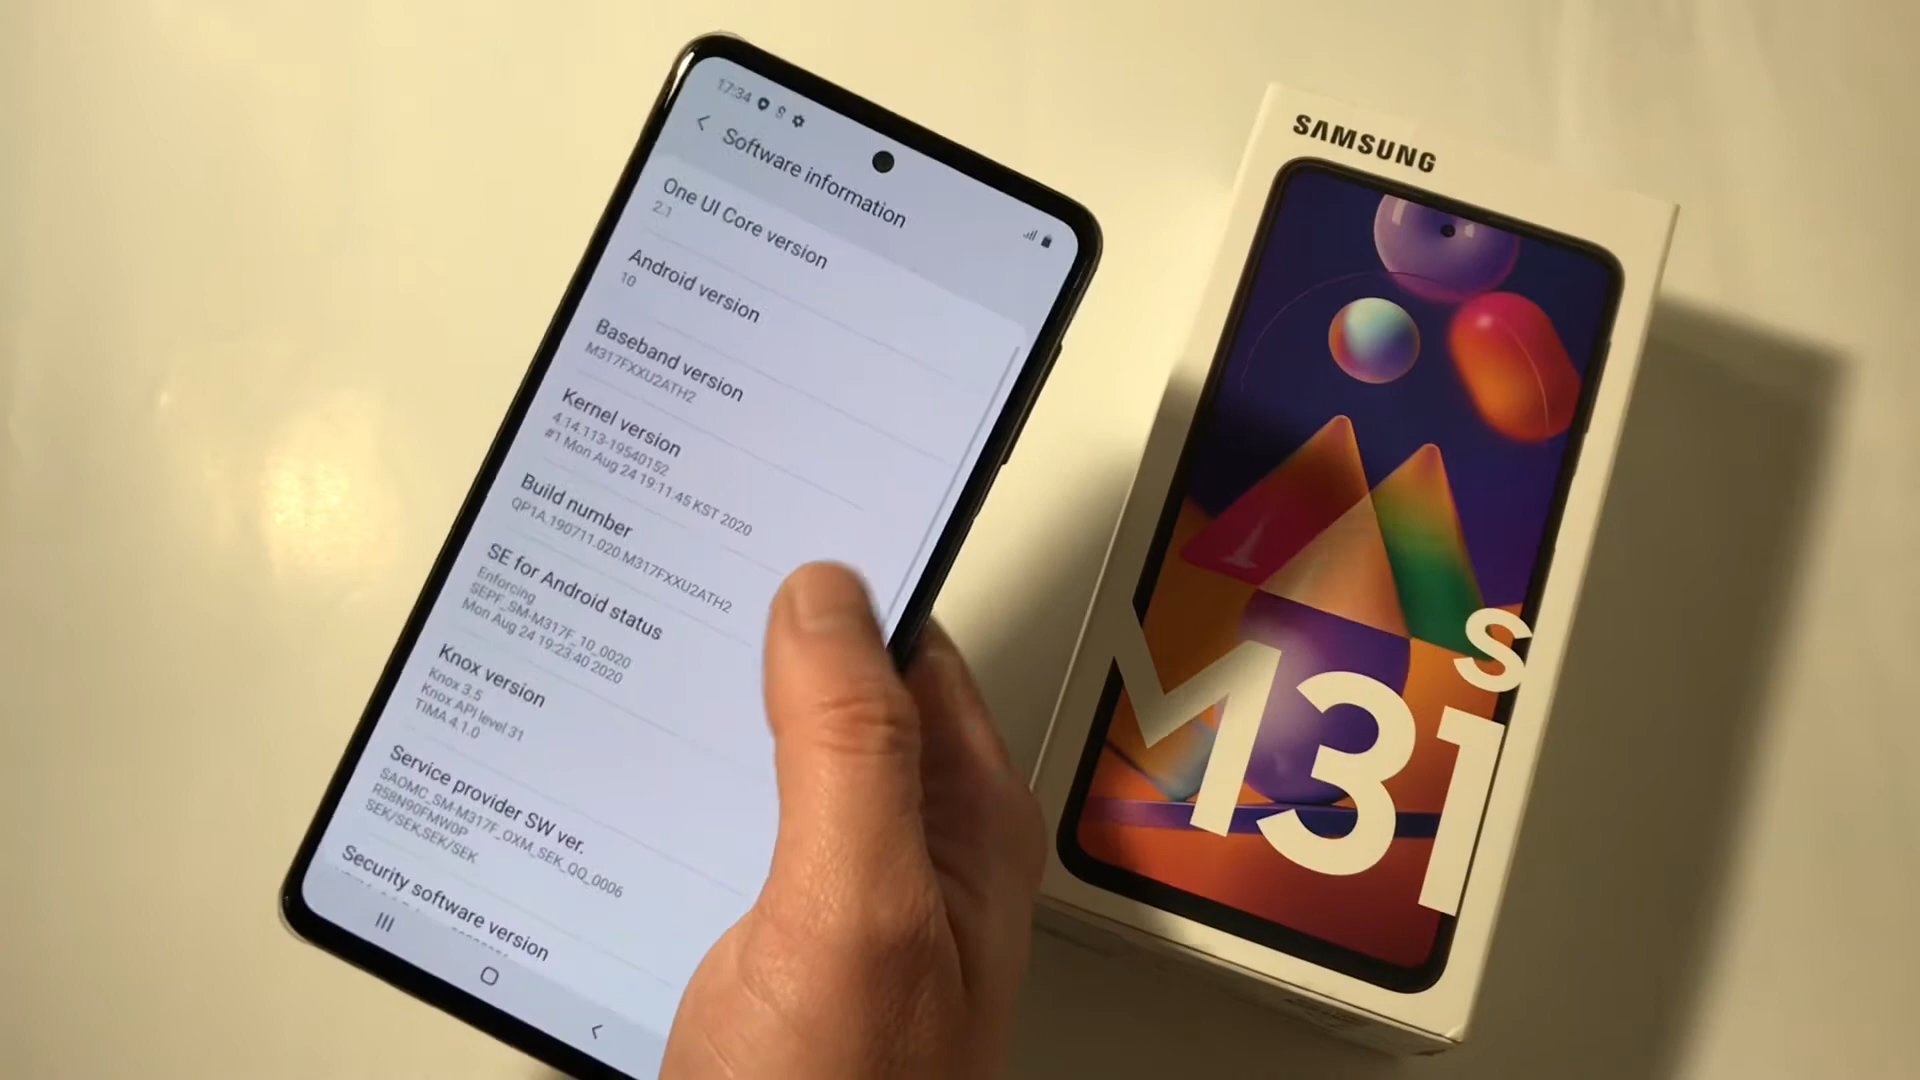 17:34
Software information
One UI Core version
2.1
Android version
10
Baseband version
M317FXXU2ATH2
Kernel version
4.14.113-19540152
#1 Mon Aug 24 19:11:45 KST 2020
Build number
QP1A.190711.020.M317FXXU2ATH2
SE for Android status
Enforcing
SEPF_SM-M317F_10_0020
Mon Aug 24 19:23:40 2020
Knox version
Knox 3.5
Knox API level 31
TIMA 4.1.0
Service provider SW ver.
SAOMC_SM-M317F_OXM_SEK_QQ_0006
R58N90FMW0P
SEK/SEK,SEK/SEK
Security software version
SAMSUNG
M31s